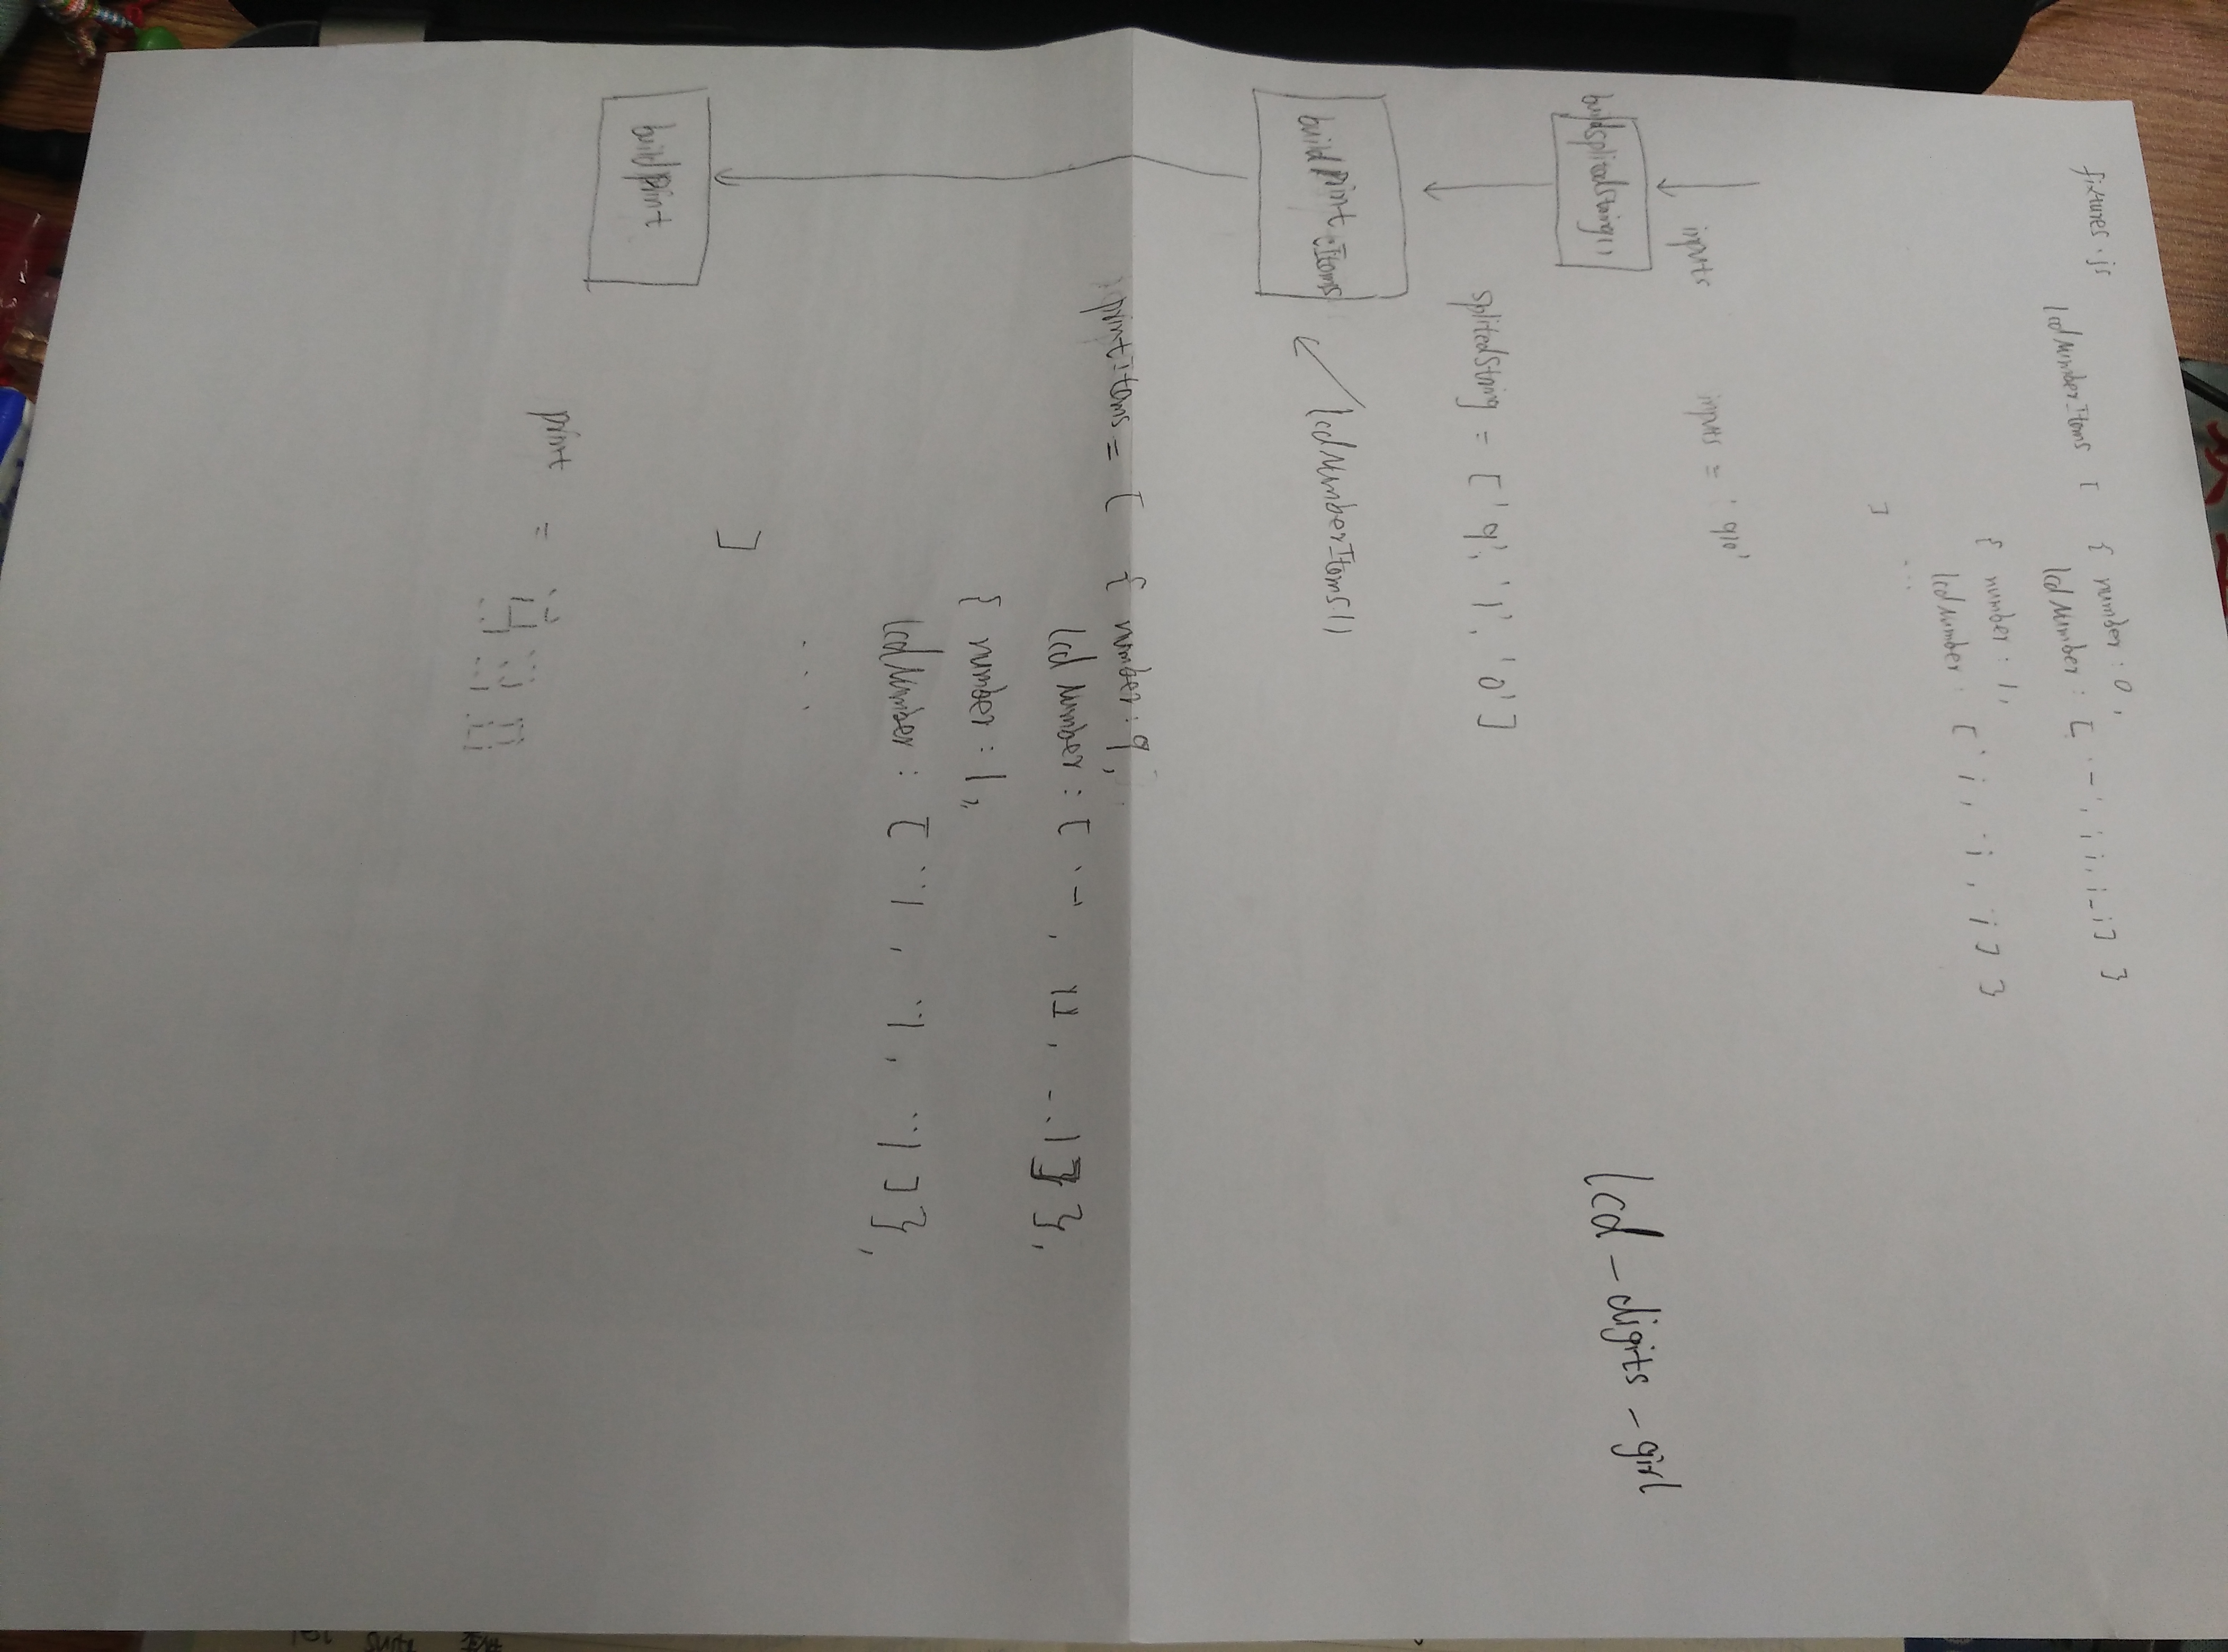 fixtures.js
lcdNumberItems [ { number : 0,
lcdNumber : [
{ number : 1,
lcdNumber : [
...
]
inputs inputs = '910'
buildsplitedString()
lcd-digits-girl
splitedString = ['9', '1', '0']
buildprintItems lcdNumberItems()
printItems = [ { number : 9,
lcdNumber : [
{ number : 1,
lcdNumber : [
...
]
buildprint
print =